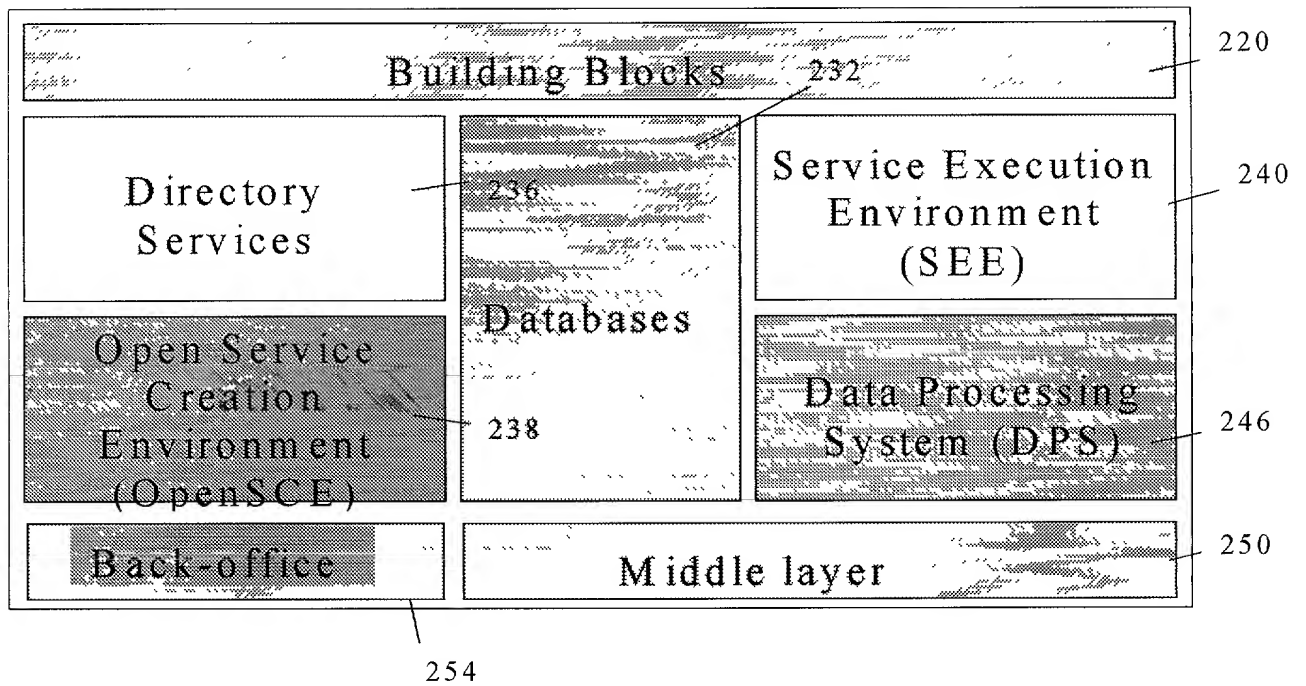 220
Building Blocks
232
Directory
Services
236
Service Execution
Environment
(SEE)
240
Databases
Open Service
Creation
Environment
(OpenSCE)
238
Data Processing
System (DPS)
246
Back-office
Middle layer
250
254